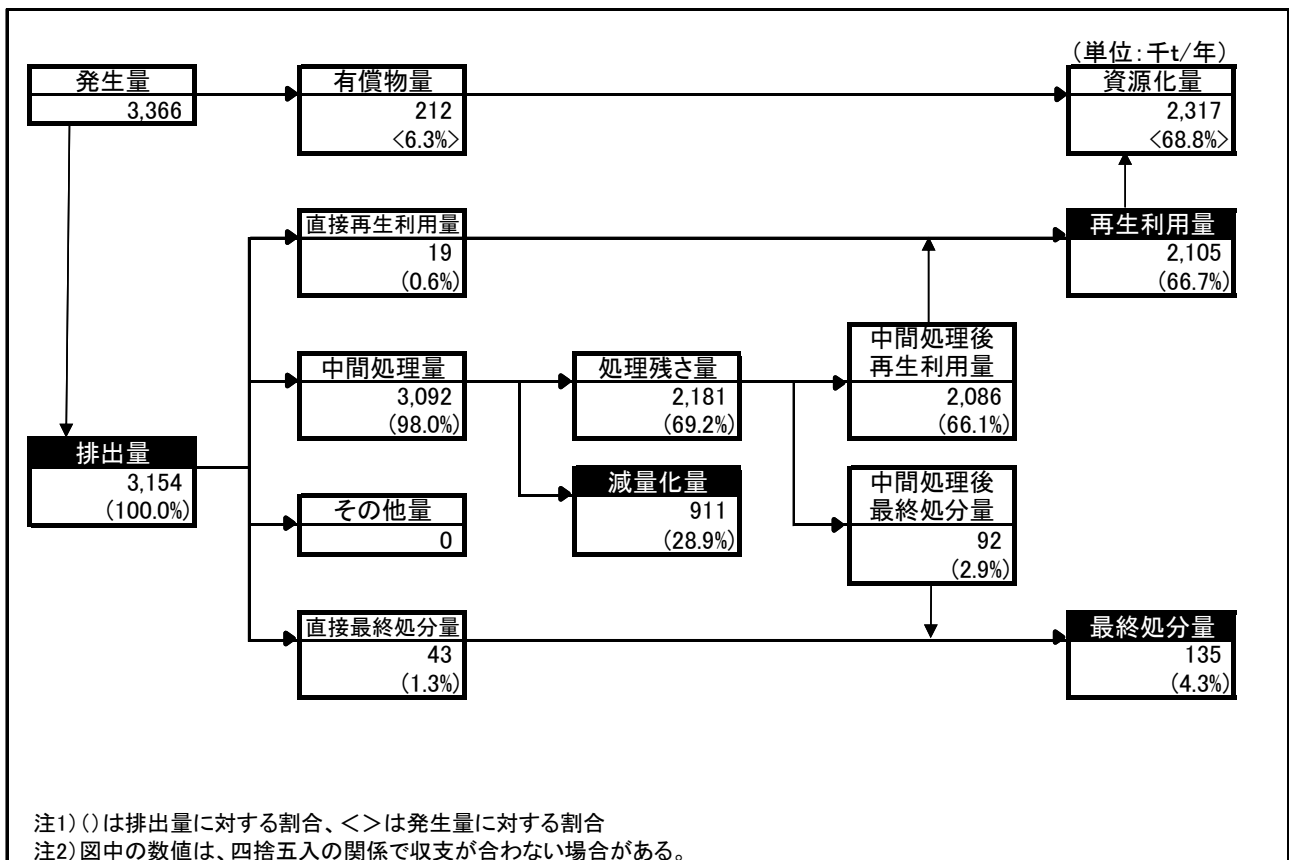 (単位:千t/年)
発生量
3,366
有償物量
212
<6.3%>
資源化量
2,317
<68.8%>
直接再生利用量
19
(0.6%)
再生利用量
2,105
(66.7%)
中間処理量
3,092
(98.0%)
処理残さ量
2,181
(69.2%)
中間処理後
再生利用量
2,086
(66.1%)
排出量
3,154
(100.0%)
その他量
0
減量化量
911
(28.9%)
中間処理後
最終処分量
92
(2.9%)
直接最終処分量
43
(1.3%)
最終処分量
135
(4.3%)
注1)()は排出量に対する割合、<>は発生量に対する割合
注2)図中の数値は、四捨五入の関係で収支が合わない場合がある。